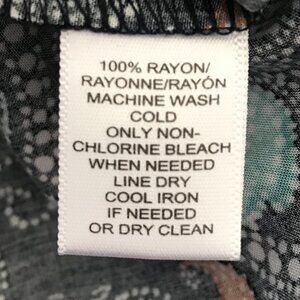 100% RAYON/
RAYONNE/RAYÓN
MACHINE WASH
COLD
ONLY NON-
CHLORINE BLEACH
WHEN NEEDED
LINE DRY
COOL IRON
IF NEEDED
OR DRY CLEAN